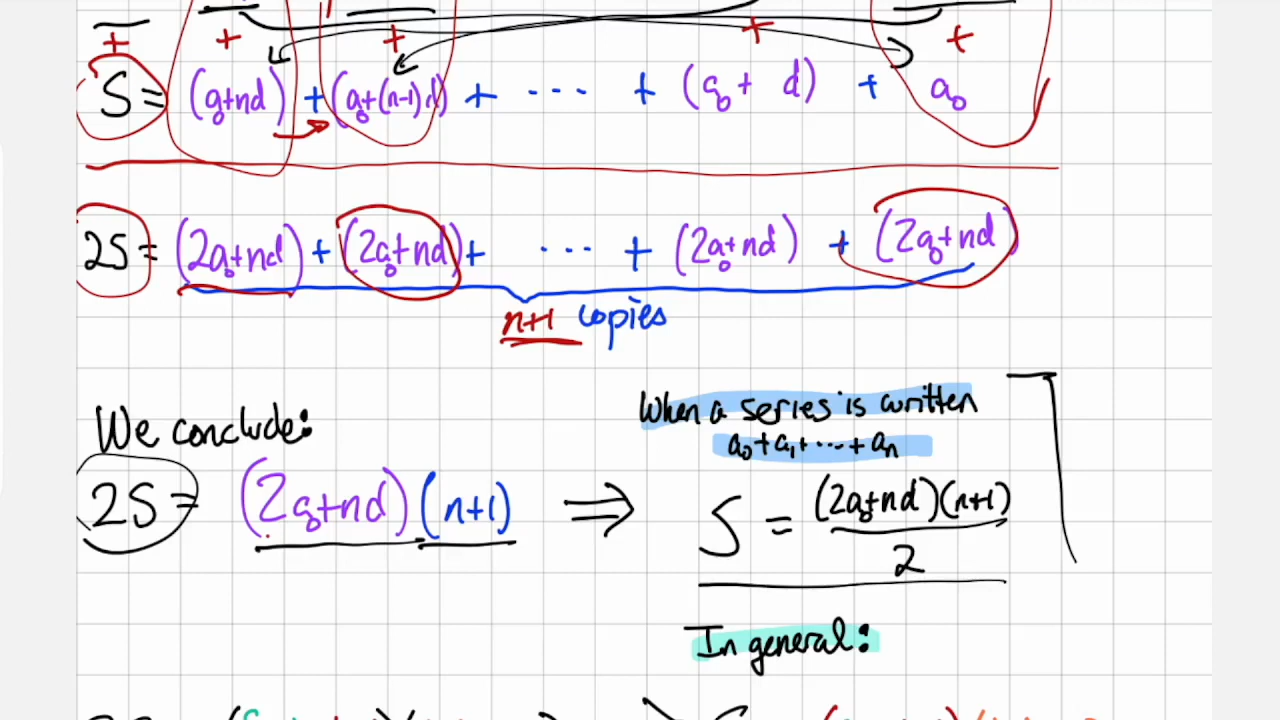 + + + + +
S = (a₀+nd) + (a₀+(n-1)d) + ... + (a₀+ d) + a₀
2S = (2a₀+nd) + (2a₀+nd) + ... + (2a₀+nd) + (2a₀+nd)
n+1 copies
We conclude:
2S = (2a₀+nd)(n+1) ⇒
When a series is written
a₀+a₁+...+aₙ
S = (2a₀+nd)(n+1)
2
In general: